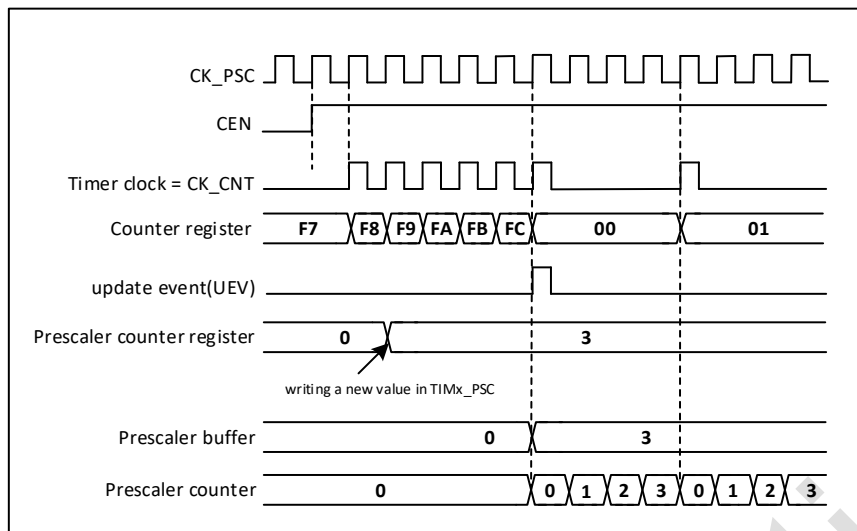 CK_PSC
CEN
Timer clock = CK_CNT
Counter register F7 F8 F9 FA FB FC 00 01
update event(UEV)
Prescaler counter register 0 3
writing a new value in TIMx_PSC
Prescaler buffer 0 3
Prescaler counter 0 0 1 2 3 0 1 2 3